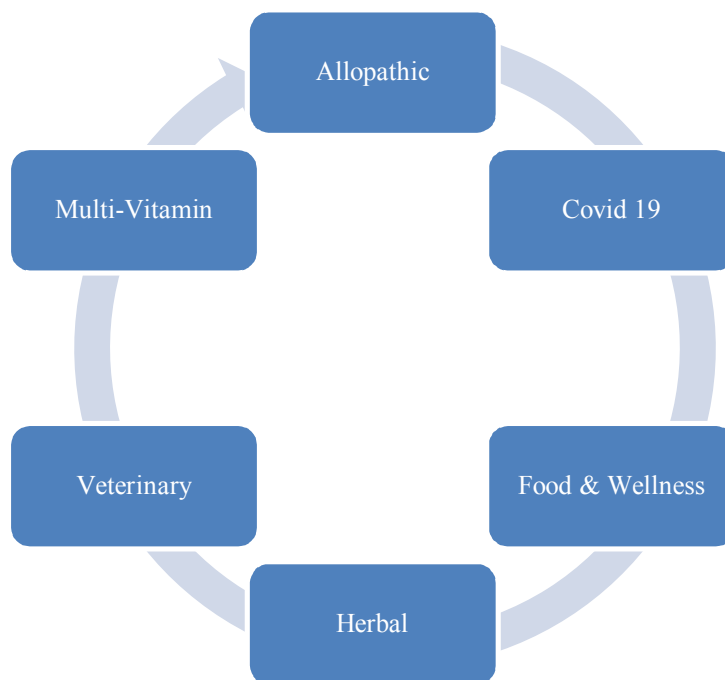 Allopathic
Covid 19
Food & Wellness
Herbal
Veterinary
Multi-Vitamin